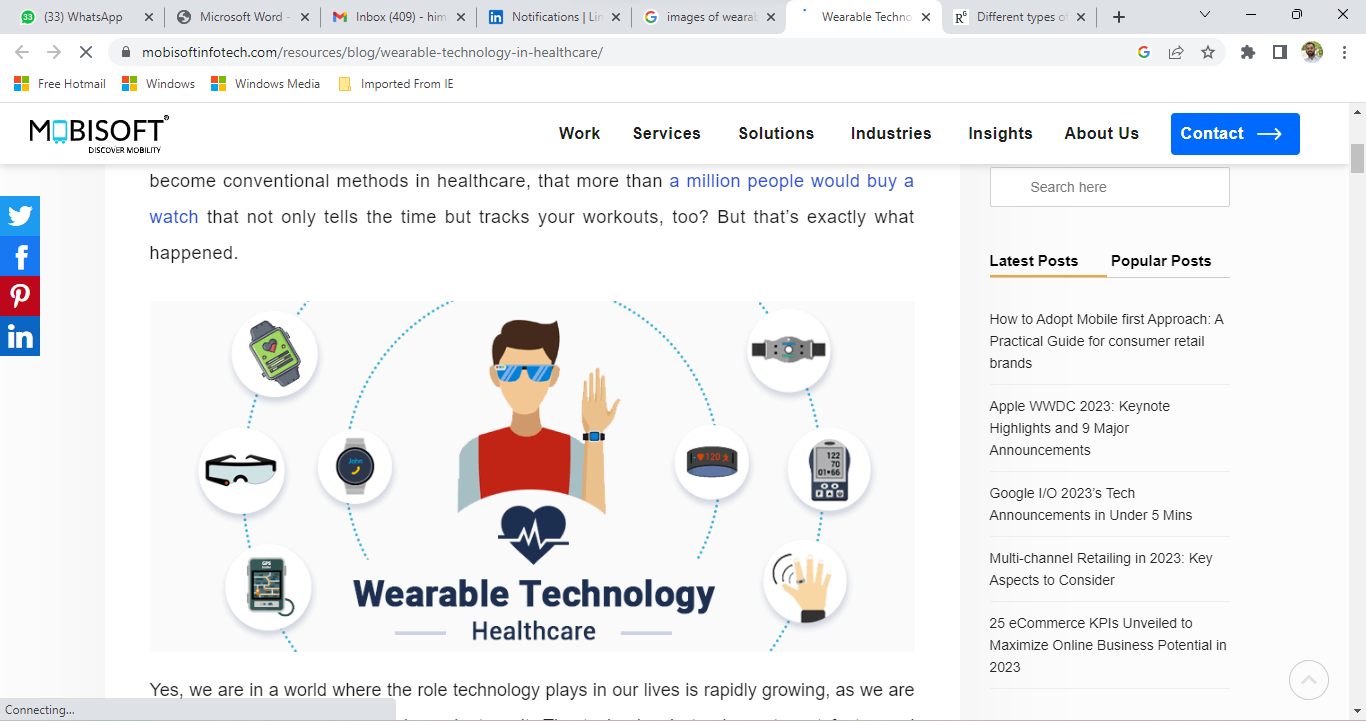 (33) WhatsApp
Microsoft Word -
Inbox (409) - him
Notifications | Lin
images of wearab
Wearable Techno
Different types of
mobisoftinfotech.com/resources/blog/wearable-technology-in-healthcare/
Free Hotmail
Windows
Windows Media
Imported From IE
MOBISOFT
DISCOVER MOBILITY
Work
Services
Solutions
Industries
Insights
About Us
Contact
become conventional methods in healthcare, that more than a million people would buy a
watch that not only tells the time but tracks your workouts, too? But that’s exactly what
happened.
John
120
122
70
01♥66
GPS
Wearable Technology
Healthcare
Yes, we are in a world where the role technology plays in our lives is rapidly growing, as we are
Search here
Latest Posts
Popular Posts
How to Adopt Mobile first Approach: A
Practical Guide for consumer retail
brands
Apple WWDC 2023: Keynote
Highlights and 9 Major
Announcements
Google I/O 2023’s Tech
Announcements in Under 5 Mins
Multi-channel Retailing in 2023: Key
Aspects to Consider
25 eCommerce KPIs Unveiled to
Maximize Online Business Potential in
2023
Connecting...